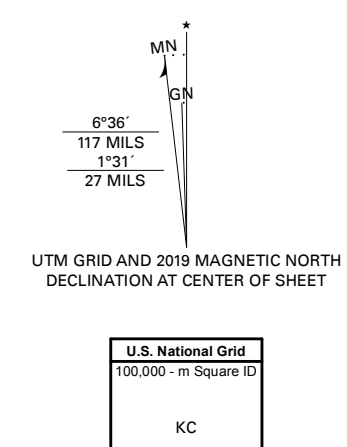 MN
GN
6°36´
117 MILS
1°31´
27 MILS
UTM GRID AND 2019 MAGNETIC NORTH
DECLINATION AT CENTER OF SHEET
U.S. National Grid
100,000 - m Square ID
KC